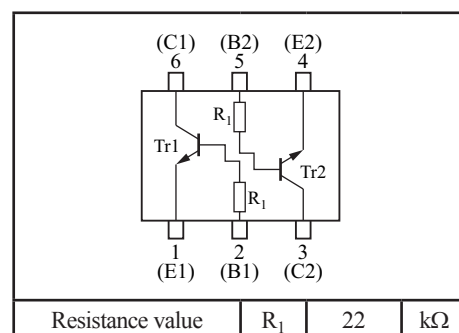 (C1) (B2) (E2)
6 5 4
R1
Tr1
Tr2
R1
1 2 3
(E1) (B1) (C2)
Resistance value R1 22 kΩ